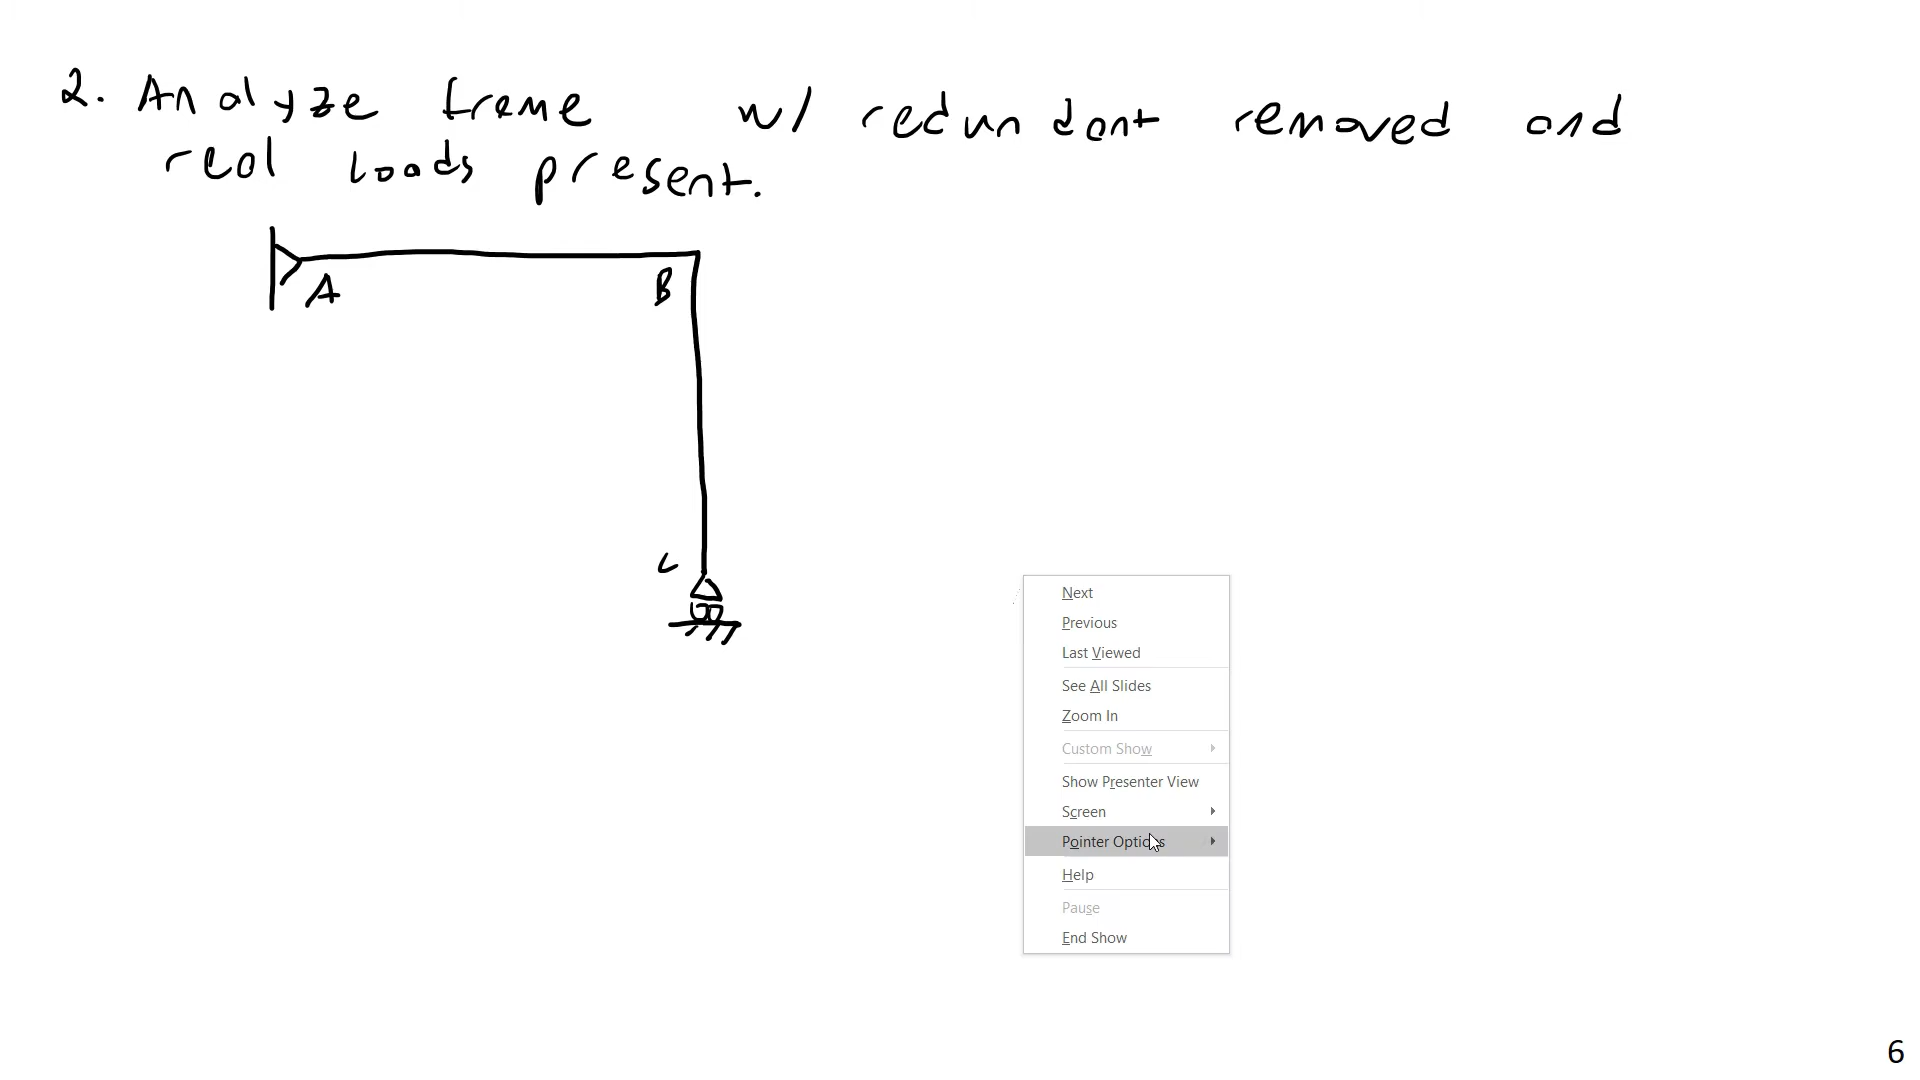 2. Analyze frame w/ redundant removed and
real loads present.
A
B
C
Next
Previous
Last Viewed
See All Slides
Zoom In
Custom Show
Show Presenter View
Screen
Pointer Options
Help
Pause
End Show
6